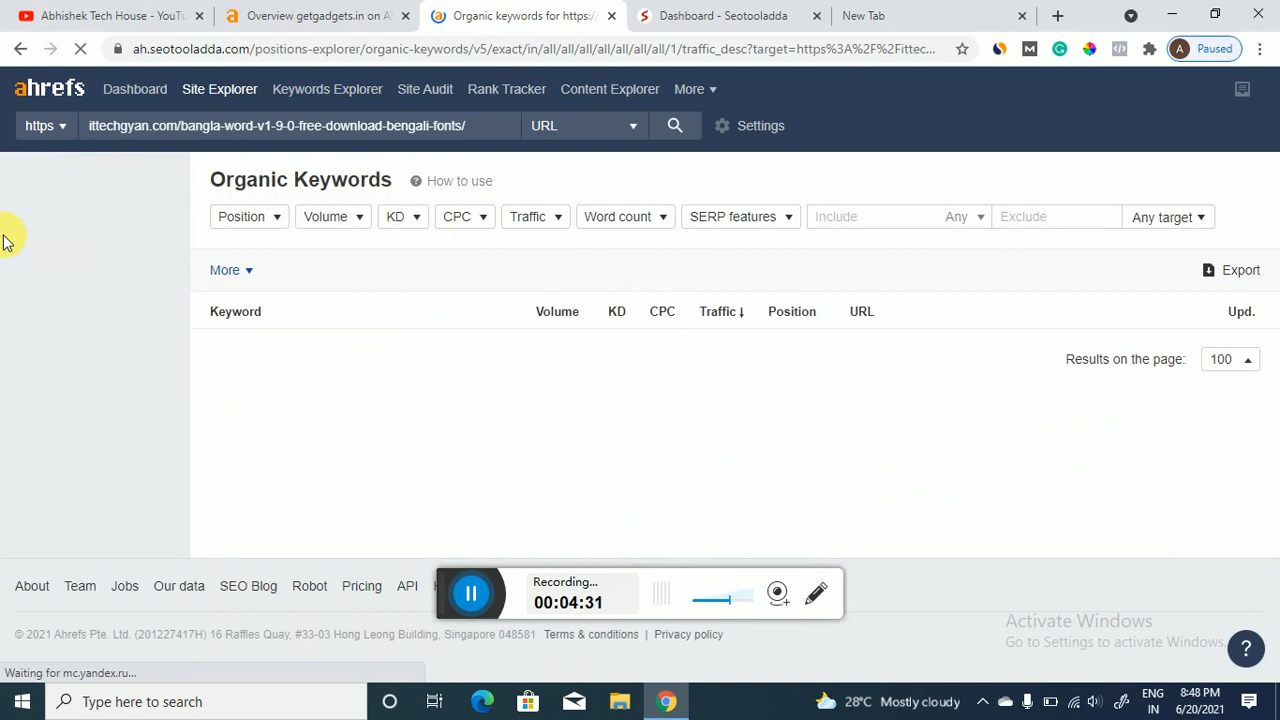 Abhishek Tech House - YouTu
Overview getgadgets.in on A
Organic keywords for https:/
Dashboard - Seotooladda
New Tab
ah.seotooladda.com/positions-explorer/organic-keywords/v5/exact/in/all/all/all/all/all/all/all/1/traffic_desc?target=https%3A%2F%2Fittec...
Paused
ahrefs Dashboard Site Explorer Keywords Explorer Site Audit Rank Tracker Content Explorer More
https ittechgyan.com/bangla-word-v1-9-0-free-download-bengali-fonts/ URL Settings
Organic Keywords ? How to use
Position Volume KD CPC Traffic Word count SERP features Include Any Exclude Any target
More Export
Keyword Volume KD CPC Traffic↓ Position URL Upd.
Results on the page: 100
About Team Jobs Our data SEO Blog Robot Pricing API
Recording...
00:04:31
© 2021 Ahrefs Pte. Ltd. (201227417H) 16 Raffles Quay, #33-03 Hong Leong Building, Singapore 048581 Terms & conditions | Privacy policy
Activate Windows
Go to Settings to activate Windows.
?
Waiting for mc.yandex.ru...
Type here to search
28°C Mostly cloudy
ENG
IN
8:48 PM
6/20/2021